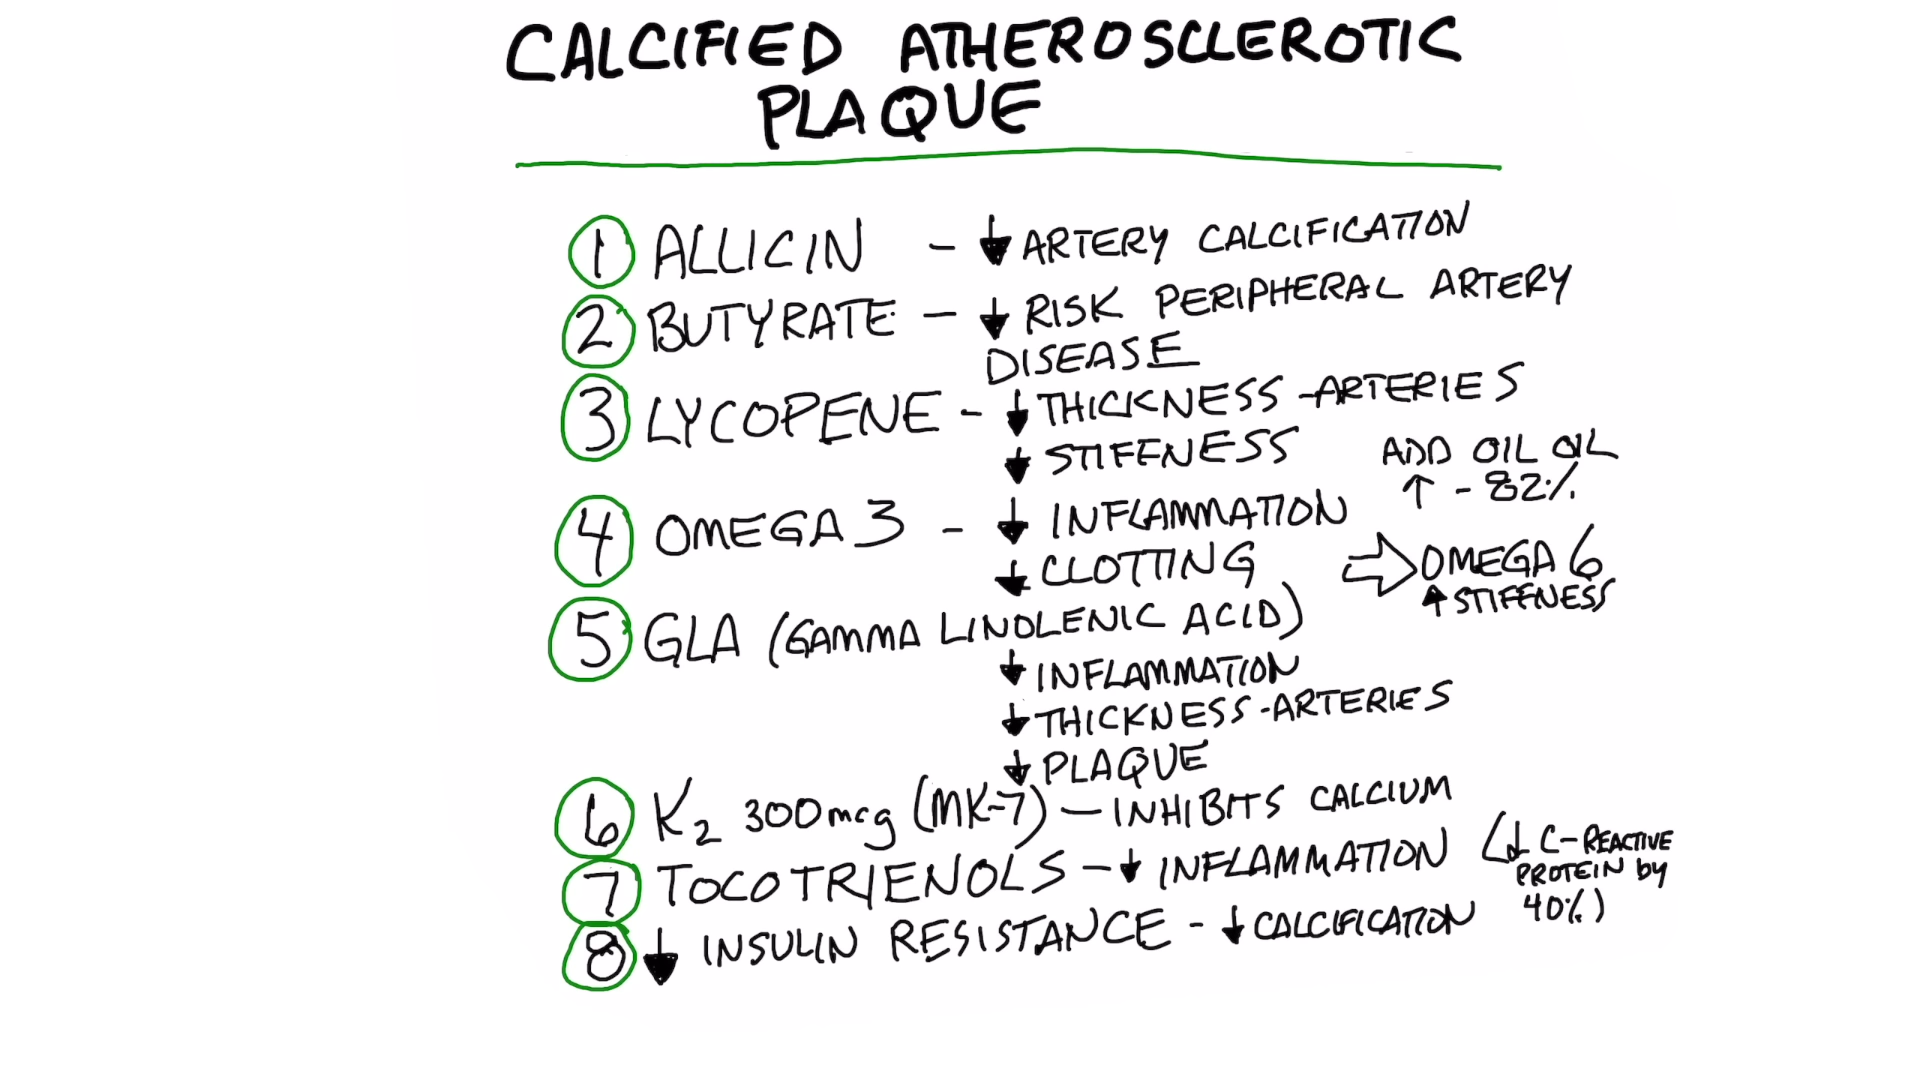 CALCIFIED ATHEROSCLEROTIC
PLAQUE
1 ALLICIN - ↓ ARTERY CALCIFICATION
2 BUTYRATE - ↓ RISK PERIPHERAL ARTERY
DISEASE
3 LYCOPENE - ↓ THICKNESS - ARTERIES
↓ STIFFNESS
ADD OIL OIL
↑ - 82%
4 OMEGA 3 - ↓ INFLAMMATION
↓ CLOTTING
⇨ OMEGA 6
↑ STIFFNESS
5 GLA (GAMMA LINOLENIC ACID)
↓ INFLAMMATION
↓ THICKNESS - ARTERIES
↓ PLAQUE
6 K2 300mcg (MK-7) - INHIBITS CALCIUM
7 TOCOTRIENOLS - ↓ INFLAMMATION (↓ C-REACTIVE
PROTEIN by
40%)
8 ↓ INSULIN RESISTANCE - ↓ CALCIFICATION